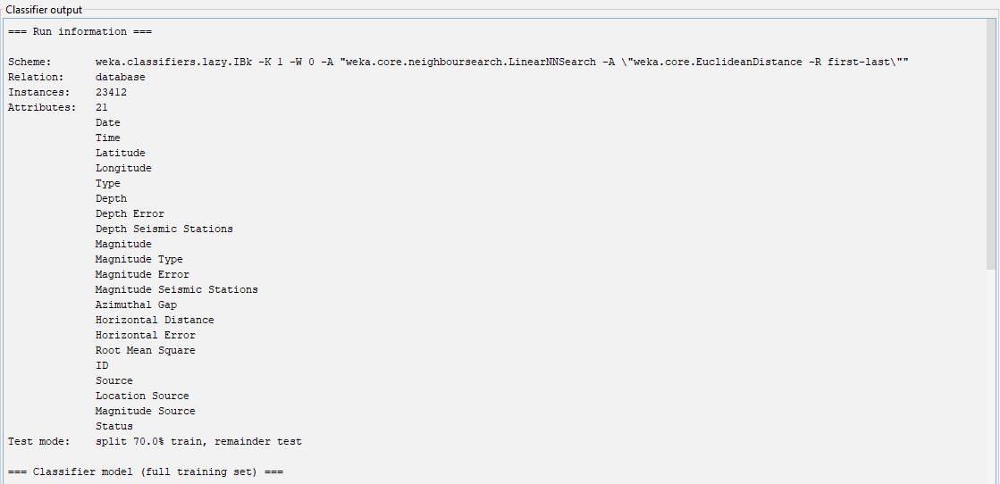 Classifier output
=== Run information ===
Scheme: weka.classifiers.lazy.IBk -K 1 -W 0 -A "weka.core.neighboursearch.LinearNNSearch -A \"weka.core.EuclideanDistance -R first-last\""
Relation: database
Instances: 23412
Attributes: 21
Date
Time
Latitude
Longitude
Type
Depth
Depth Error
Depth Seismic Stations
Magnitude
Magnitude Type
Magnitude Error
Magnitude Seismic Stations
Azimuthal Gap
Horizontal Distance
Horizontal Error
Root Mean Square
ID
Source
Location Source
Magnitude Source
Status
Test mode: split 70.0% train, remainder test
=== Classifier model (full training set) ===